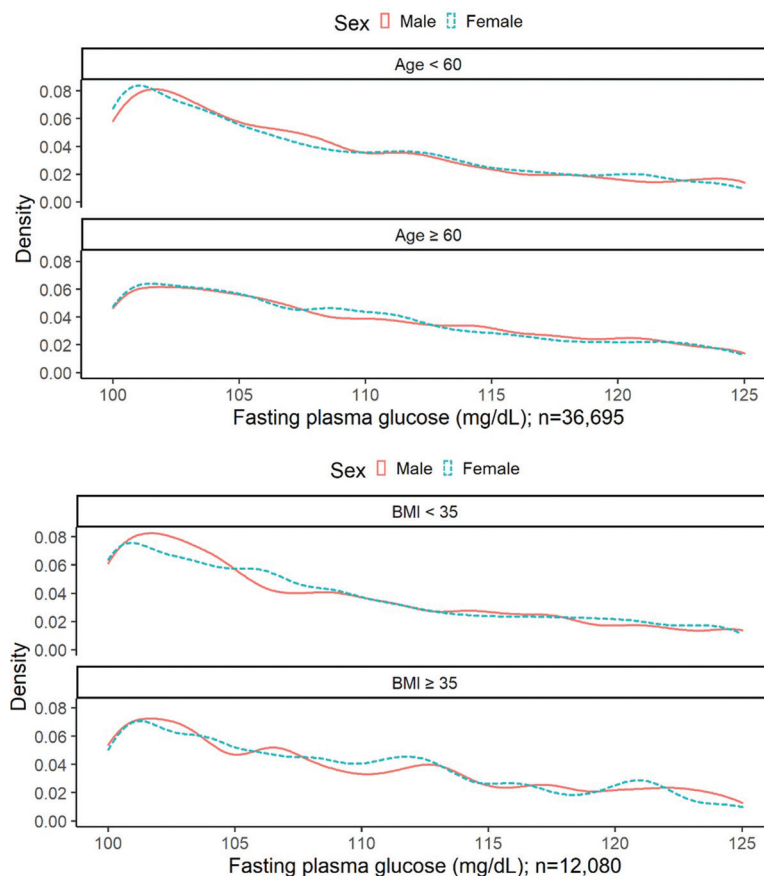 Sex Male Female
Age < 60
0.08
0.06
0.04
0.02
0.00
Density
Age ≥ 60
0.08
0.06
0.04
0.02
0.00
100 105 110 115 120 125
Fasting plasma glucose (mg/dL); n=36,695
Sex Male Female
BMI < 35
0.08
0.06
0.04
0.02
0.00
Density
BMI ≥ 35
0.08
0.06
0.04
0.02
0.00
100 105 110 115 120 125
Fasting plasma glucose (mg/dL); n=12,080